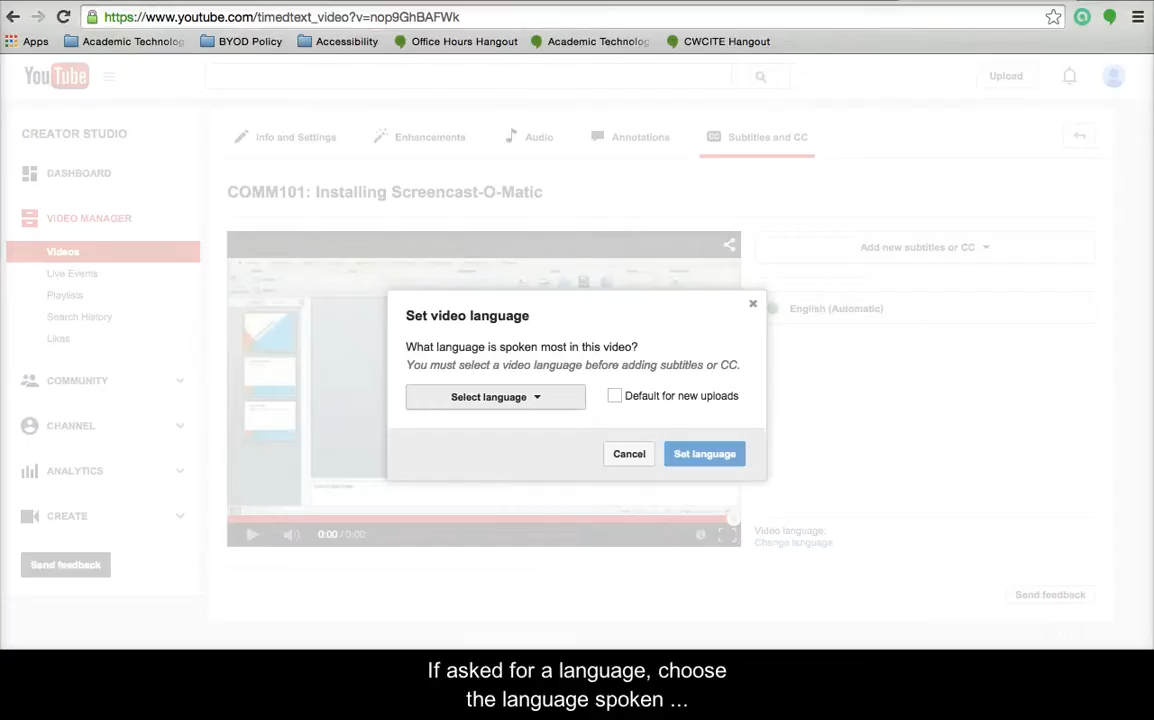 https://www.youtube.com/timedtext_video?v=nop9GhBAFWk
Apps
Academic Technolog
BYOD Policy
Accessibility
Office Hours Hangout
Academic Technolog
CWCITE Hangout
YouTube
Upload
CREATOR STUDIO
DASHBOARD
VIDEO MANAGER
Videos
Live Events
Playlists
Search History
Likes
COMMUNITY
CHANNEL
ANALYTICS
CREATE
Send feedback
Info and Settings
Enhancements
Audio
Annotations
CC Subtitles and CC
COMM101: Installing Screencast-O-Matic
Add new subtitles or CC
English (Automatic)
Set video language
What language is spoken most in this video?
You must select a video language before adding subtitles or CC.
Select language
Default for new uploads
Cancel
Set language
0:00 / 0:00
Video language:
Change language
Send feedback
If asked for a language, choose
the language spoken ...